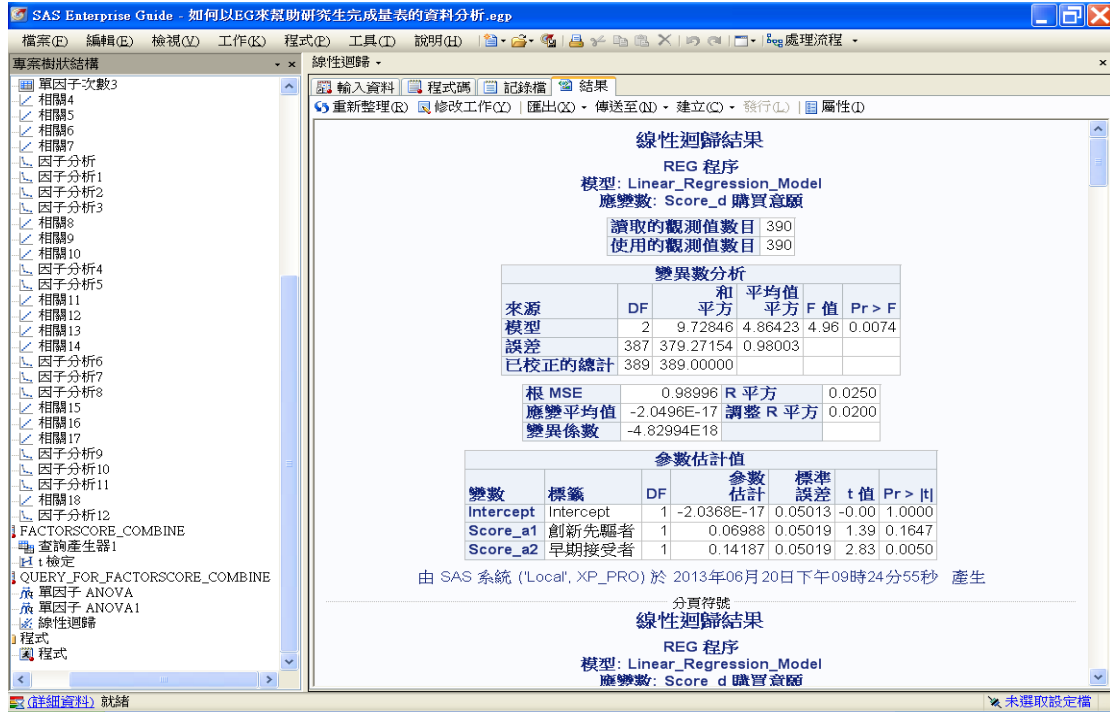 SAS Enterprise Guide - 如何以EG來幫助研究生完成量表的資料分析.egp
檔案(F) 編輯(E) 檢視(V) 工作(K) 程式(P) 工具(T) 說明(H) 處理流程
專案樹狀結構
單因子次數3
相關4
相關5
相關6
相關7
因子分析
因子分析1
因子分析2
因子分析3
相關8
相關9
相關10
因子分析4
因子分析5
相關11
相關12
相關13
相關14
因子分析6
因子分析7
因子分析8
相關15
相關16
相關17
因子分析9
因子分析10
因子分析11
相關18
因子分析12
FACTORSCORE_COMBINE
查詢產生器1
t 檢定
QUERY_FOR_FACTORSCORE_COMBINE
單因子 ANOVA
單因子 ANOVA1
線性迴歸
程式
程式
線性迴歸
輸入資料 程式碼 記錄檔 結果
重新整理(R) 修改工作(Y) 匯出(X) 傳送至(N) 建立(C) 發行(L) 屬性(I)
線性迴歸結果
REG 程序
模型: Linear_Regression_Model
應變數: Score_d 購買意願
讀取的觀測值數目 390
使用的觀測值數目 390
變異數分析
和 平均值
來源 DF 平方 平方 F 值 Pr > F
模型 2 9.72846 4.86423 4.96 0.0074
誤差 387 379.27154 0.98003
已校正的總計 389 389.00000
根 MSE 0.98996 R 平方 0.0250
應變平均值 -2.0496E-17 調整 R 平方 0.0200
變異係數 -4.82994E18
參數估計值
參數 標準
變數 標籤 DF 估計 誤差 t 值 Pr > |t|
Intercept Intercept 1 -2.0368E-17 0.05013 -0.00 1.0000
Score_a1 創新先驅者 1 0.06988 0.05019 1.39 0.1647
Score_a2 早期接受者 1 0.14187 0.05019 2.83 0.0050
由 SAS 系統 ('Local', XP_PRO) 於 2013年06月20日下午09時24分55秒 產生
分頁符號
線性迴歸結果
REG 程序
模型: Linear_Regression_Model
應變數: Score_d 購買意願
(詳細資料) 就緒 未選取設定檔